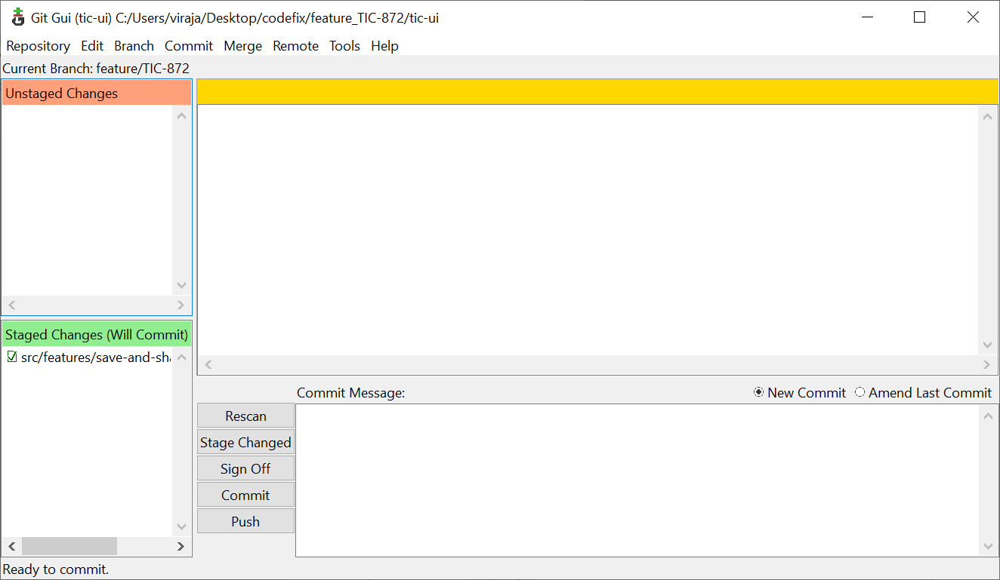 Git Gui (tic-ui) C:/Users/viraja/Desktop/codefix/feature_TIC-872/tic-ui
Repository Edit Branch Commit Merge Remote Tools Help
Current Branch: feature/TIC-872
Unstaged Changes
Staged Changes (Will Commit)
src/features/save-and-sha
Commit Message:
New Commit Amend Last Commit
Rescan
Stage Changed
Sign Off
Commit
Push
Ready to commit.